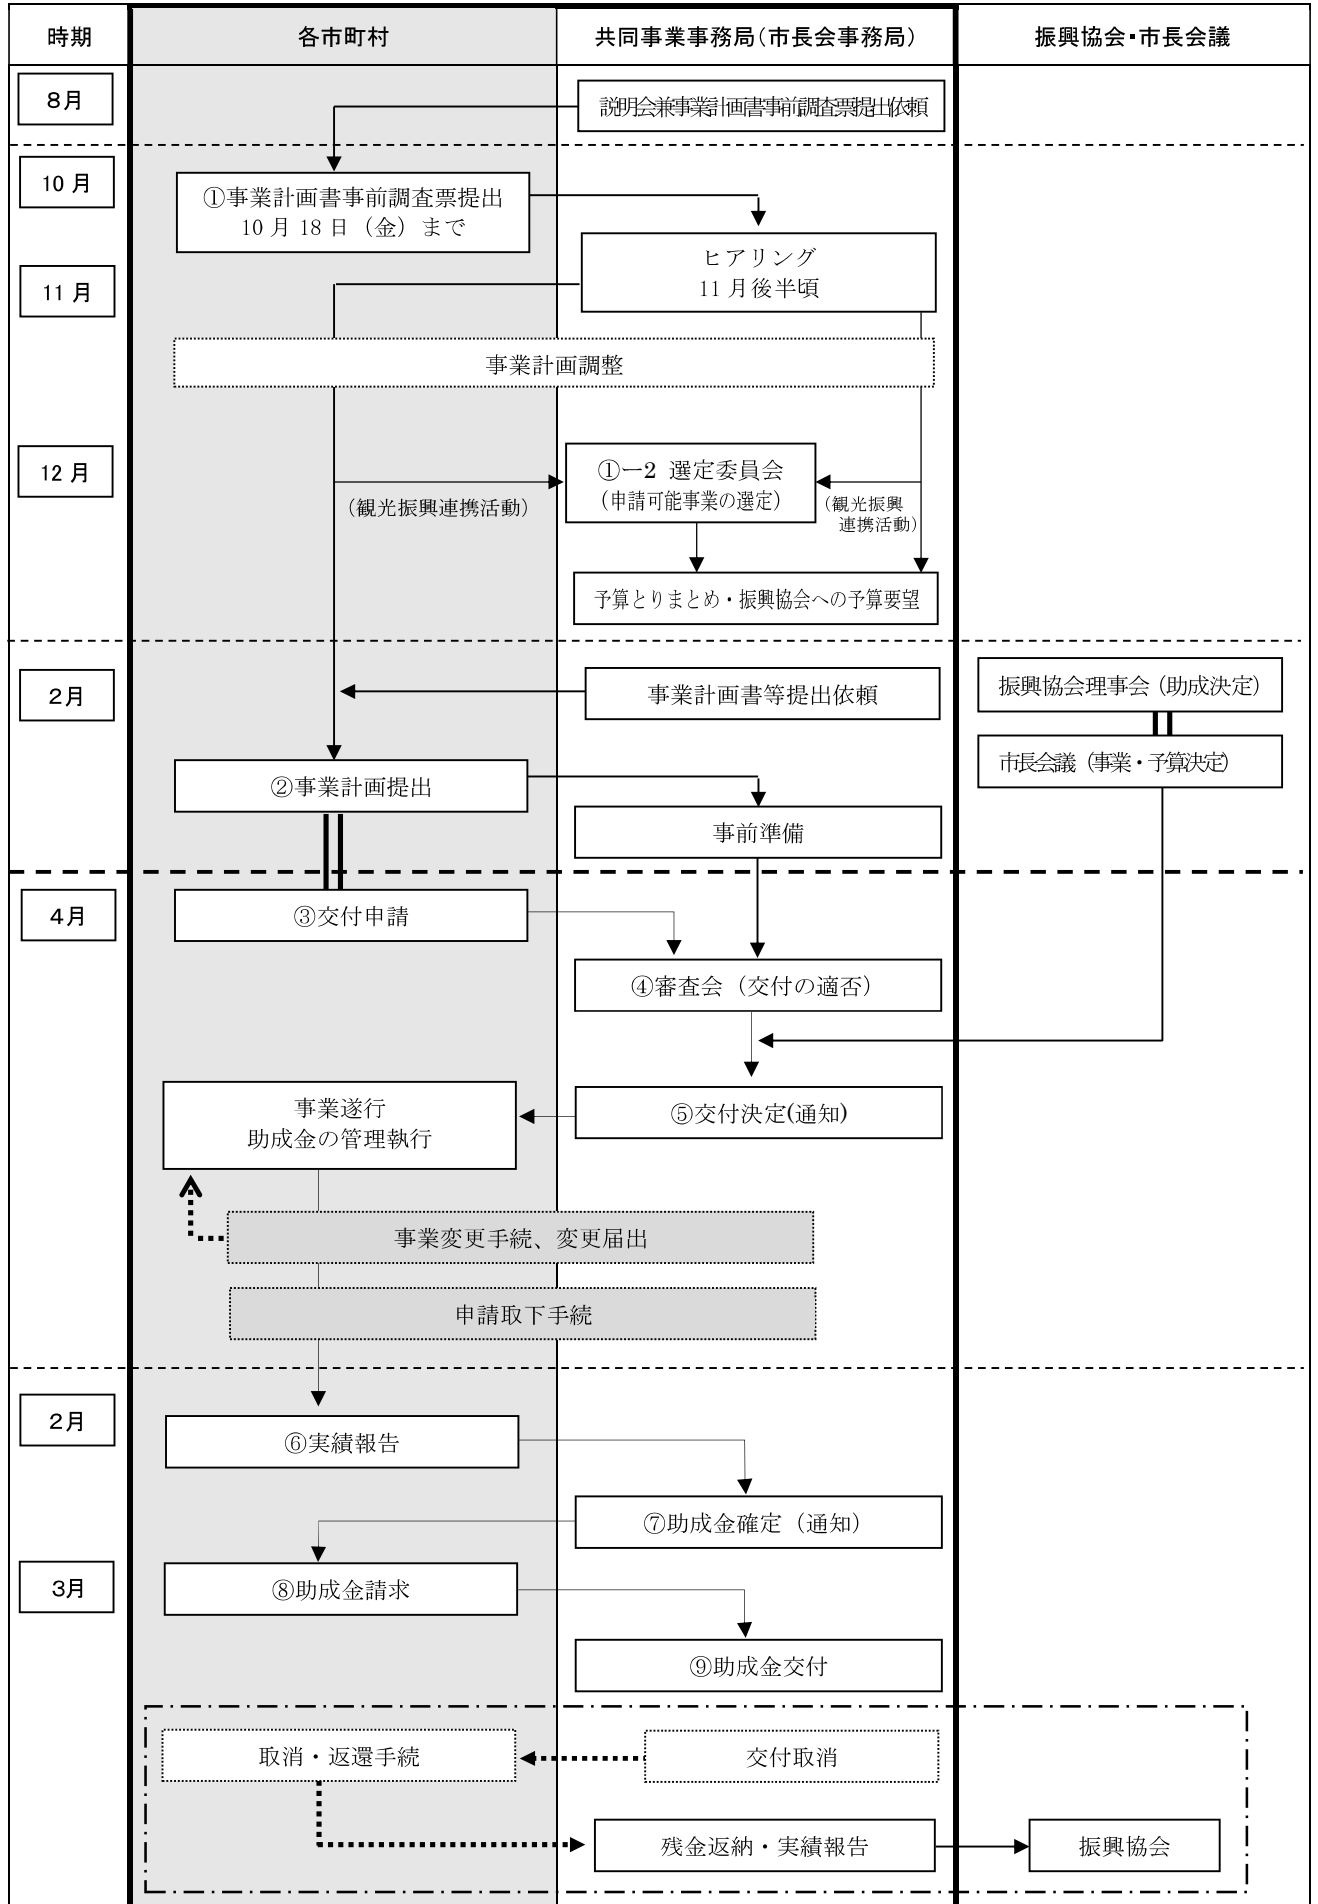 時期
各市町村
共同事業事務局(市長会事務局)
振興協会・市長会議
8月
説明会兼事業計画書事前調査票提出依頼
10月
①事業計画書事前調査票提出
10月18日（金）まで
ヒアリング
11月後半頃
11月
事業計画調整
12月
①ー2 選定委員会
（申請可能事業の選定）
（観光振興連携活動）
（観光振興
連携活動）
予算とりまとめ・振興協会への予算要望
2月
事業計画書等提出依頼
振興協会理事会（助成決定）
市長会議（事業・予算決定）
②事業計画提出
事前準備
4月
③交付申請
④審査会（交付の適否）
⑤交付決定(通知)
事業遂行
助成金の管理執行
事業変更手続、変更届出
申請取下手続
2月
⑥実績報告
⑦助成金確定（通知）
3月
⑧助成金請求
⑨助成金交付
取消・返還手続
交付取消
残金返納・実績報告
振興協会